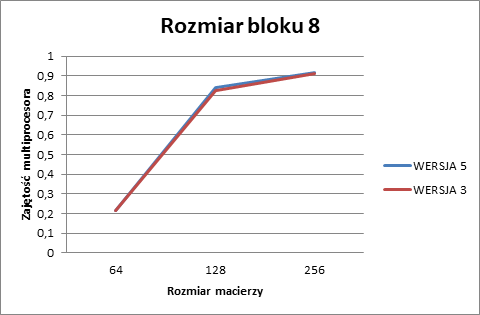 Rozmiar bloku 8
Zajętość multiprocesora
1
0,9
0,8
0,7
0,6
0,5
0,4
0,3
0,2
0,1
0
64 128 256
Rozmiar macierzy
WERSJA 5
WERSJA 3